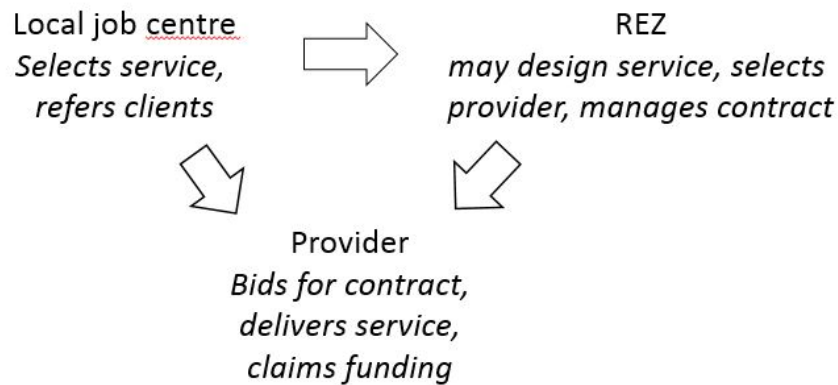 Local job centre
Selects service,
refers clients
REZ
may design service, selects
provider, manages contract
Provider
Bids for contract,
delivers service,
claims funding